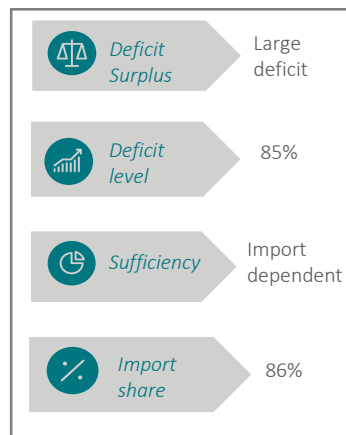 Deficit
Surplus
Large
deficit
Deficit
level
85%
Sufficiency
Import
dependent
Import
share
86%